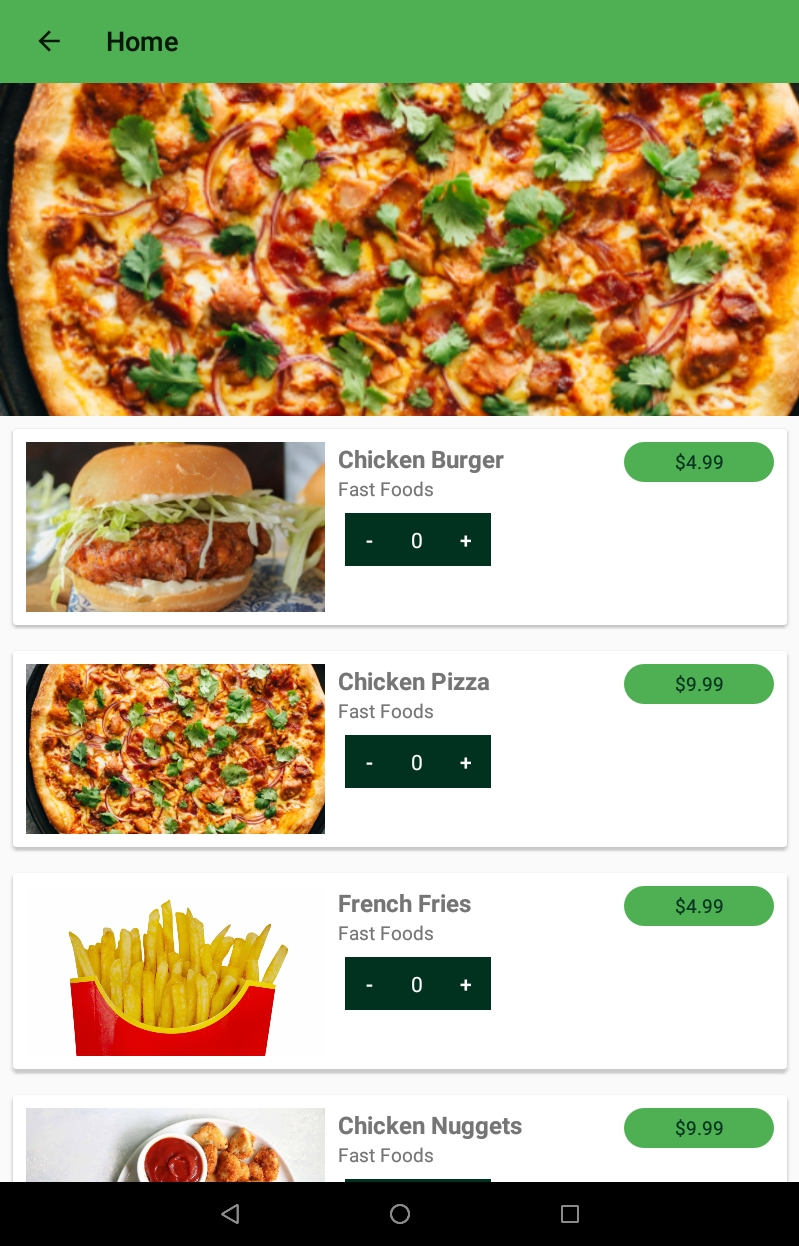 Home
Chicken Burger
$4.99
Fast Foods
- 0 +
Chicken Pizza
$9.99
Fast Foods
- 0 +
French Fries
$4.99
Fast Foods
- 0 +
Chicken Nuggets
$9.99
Fast Foods